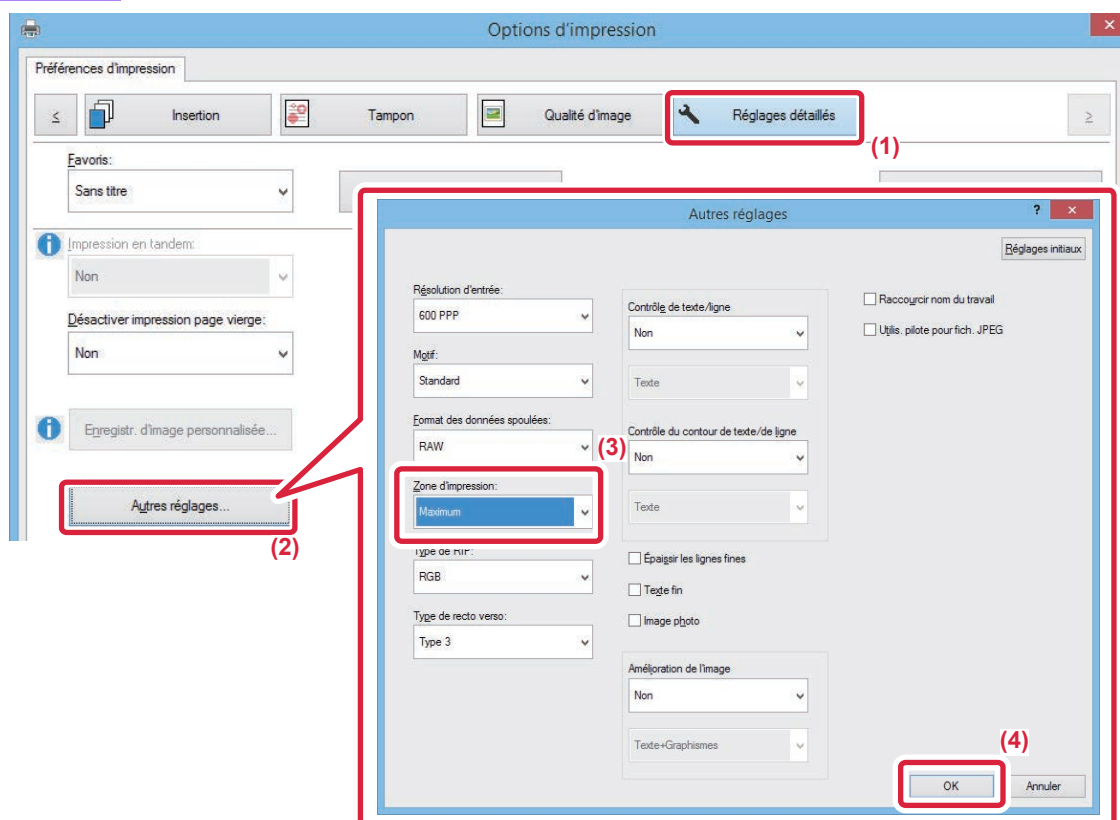 Options d'impression
Préférences d'impression
<
Insertion
Tampon
Qualité d'image
Réglages détaillés
>
(1)
Favoris:
Sans titre
Impression en tandem:
Non
Désactiver impression page vierge:
Non
Enregistr. d'image personnalisée...
Autres réglages...
(2)
Autres réglages
?
Réglages initiaux
Résolution d'entrée:
600 PPP
Motif:
Standard
Format des données spoulées:
RAW
(3)
Zone d'impression:
Maximum
Type de RIP:
RGB
Type de recto verso:
Type 3
Contrôle de texte/ligne
Non
Texte
Contrôle du contour de texte/de ligne
Non
Texte
Épaissir les lignes fines
Texte fin
Image photo
Amélioration de l'image
Non
Texte+Graphismes
Raccourcir nom du travail
Utilis. pilote pour fich. JPEG
(4)
OK
Annuler